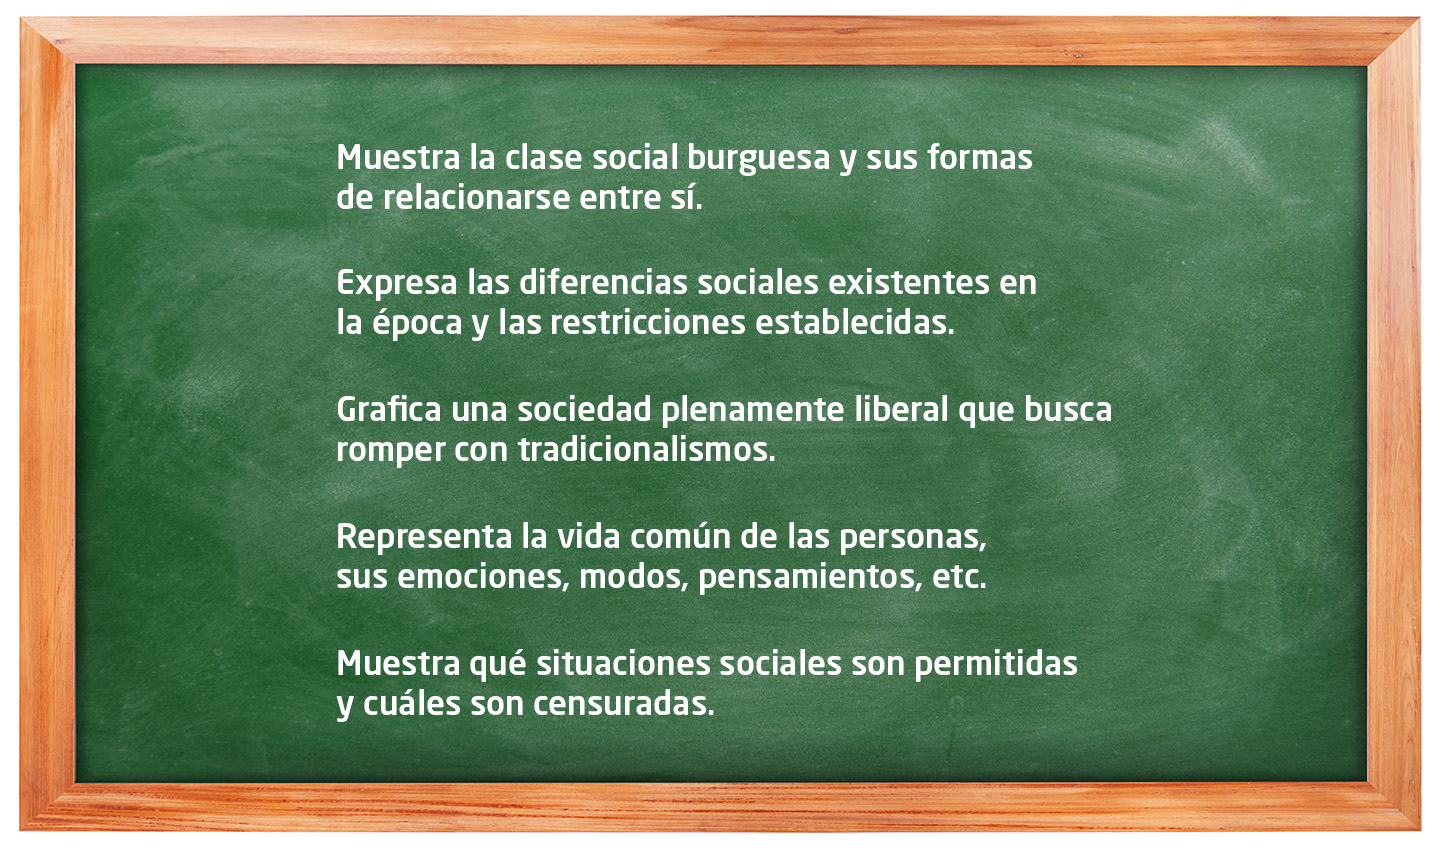 Muestra la clase social burguesa y sus formas
de relacionarse entre sí.
Expresa las diferencias sociales existentes en
la época y las restricciones establecidas.
Grafica una sociedad plenamente liberal que busca
romper con tradicionalismos.
Representa la vida común de las personas,
sus emociones, modos, pensamientos, etc.
Muestra qué situaciones sociales son permitidas
y cuáles son censuradas.